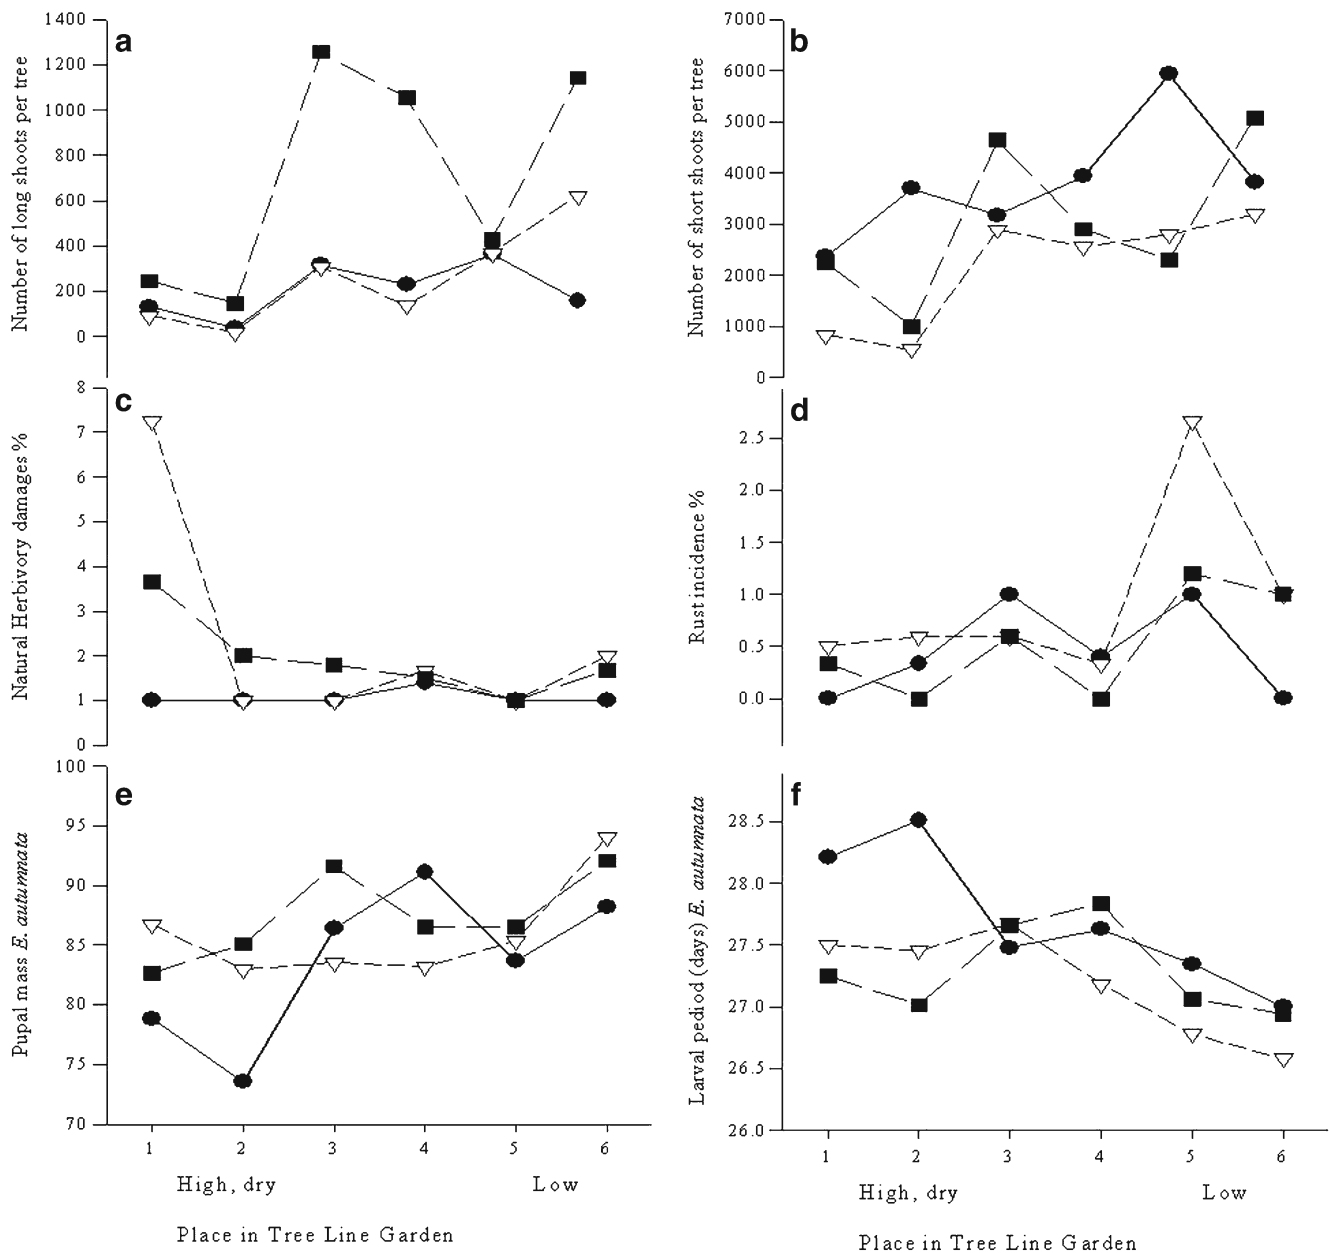 a
Number of long shoots per tree
1400
1200
1000
800
600
400
200
0
b
Number of short shoots per tree
7000
6000
5000
4000
3000
2000
1000
0
c
Natural Herbivory damages %
8
7
6
5
4
3
2
1
0
d
Rust incidence %
2.5
2.0
1.5
1.0
0.5
0.0
e
Pupal mass E. autumnata
100
95
90
85
80
75
70
1 2 3 4 5 6
High, dry Low
Place in Tree Line Garden
f
Larval pediod (days) E. autumnata
28.5
28.0
27.5
27.0
26.5
26.0
1 2 3 4 5 6
High, dry Low
Place in Tree Line Garden